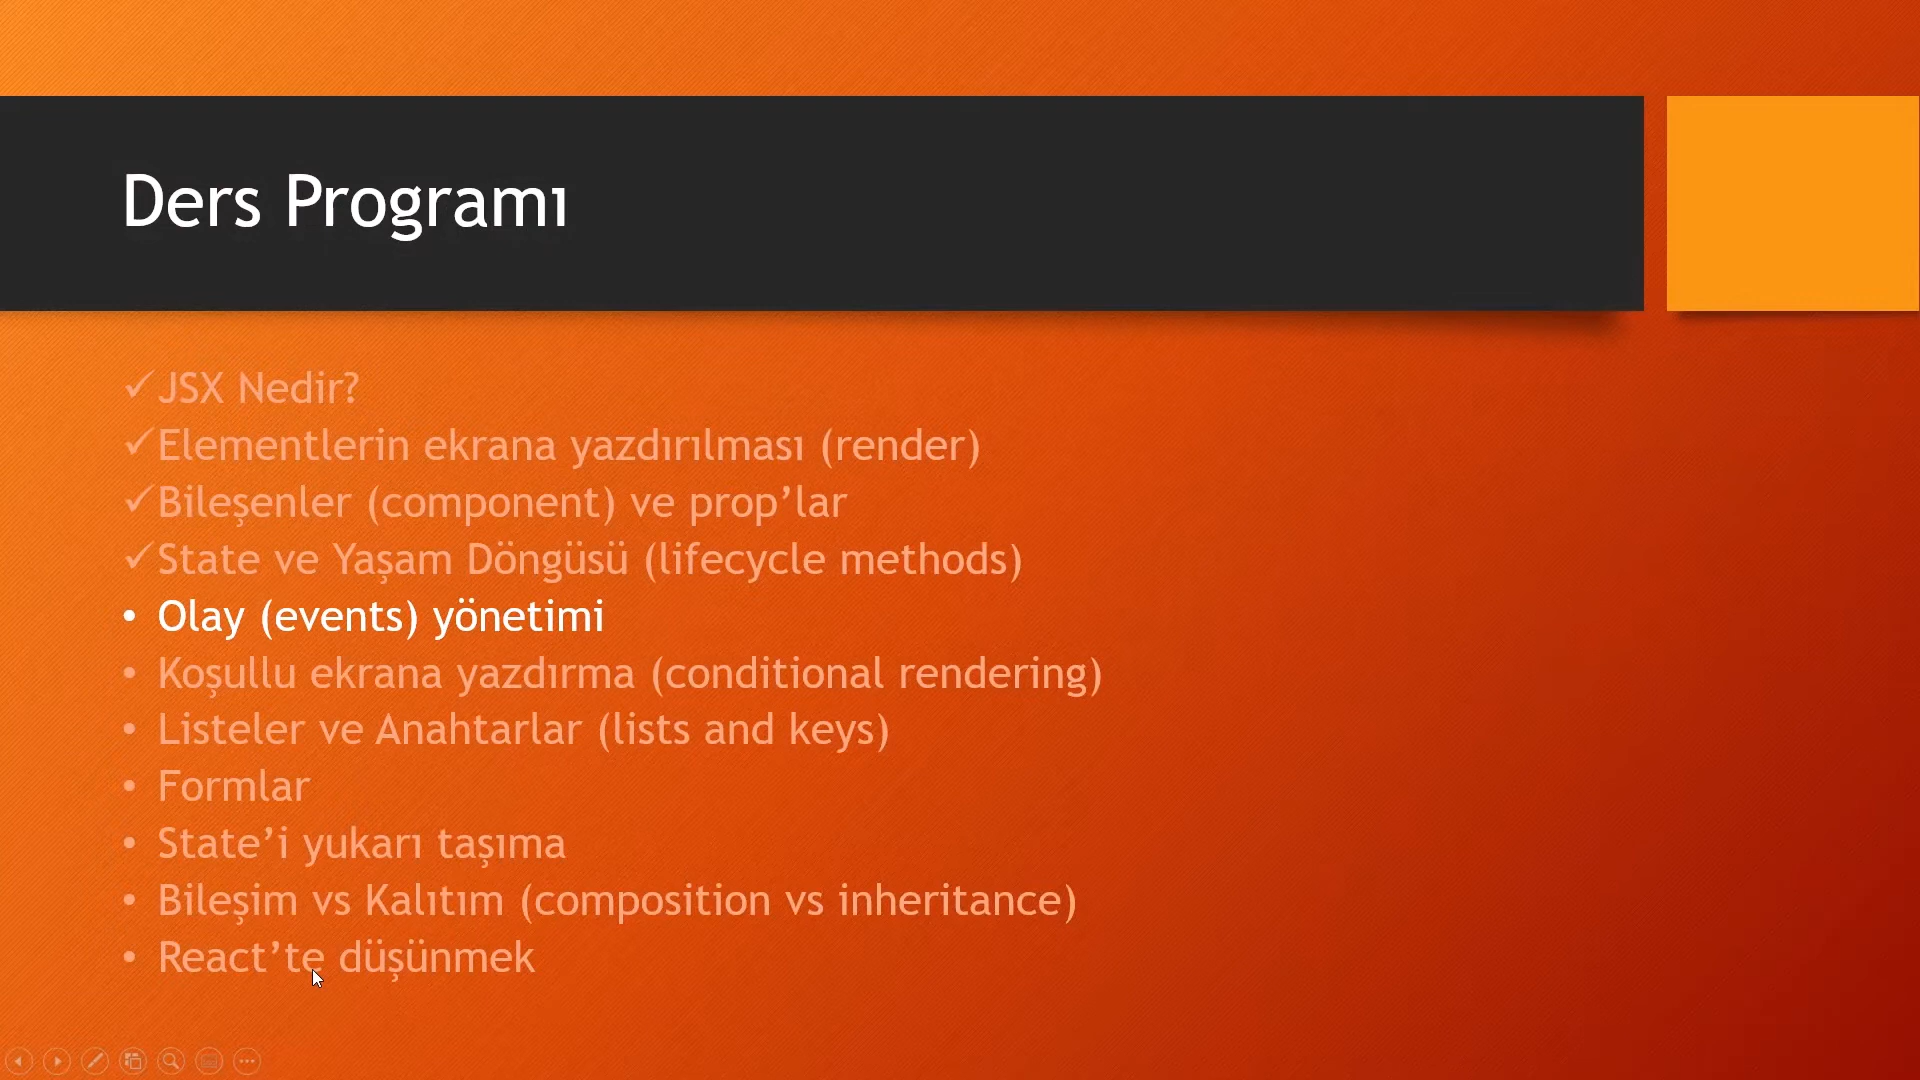 Ders Programı
✓JSX Nedir?
✓Elementlerin ekrana yazdırılması (render)
✓Bileşenler (component) ve prop’lar
✓State ve Yaşam Döngüsü (lifecycle methods)
• Olay (events) yönetimi
• Koşullu ekrana yazdırma (conditional rendering)
• Listeler ve Anahtarlar (lists and keys)
• Formlar
• State’i yukarı taşıma
• Bileşim vs Kalıtım (composition vs inheritance)
• React’te düşünmek